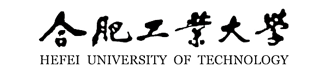 合肥工業大學
HEFEI UNIVERSITY OF TECHNOLOGY